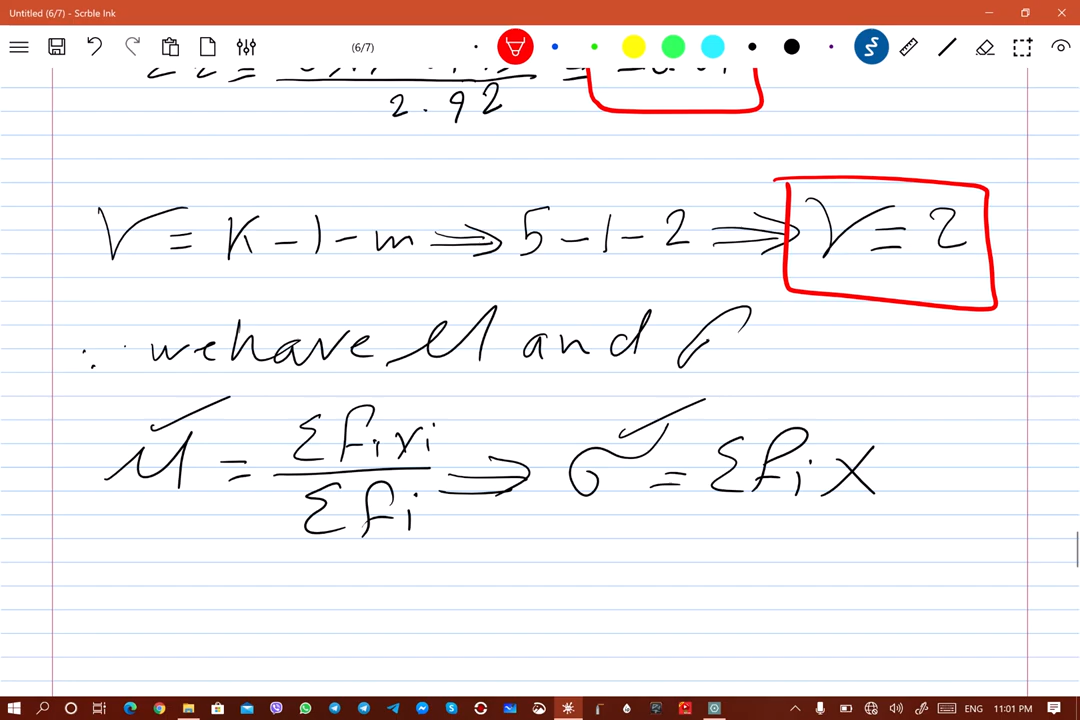 Untitled (6/7) - Scrble Ink
(6/7)
2.92
γ = K - 1 - m ⇒ 5 - 1 - 2 ⇒ γ = 2
∵ we have M and
M = Σfixi / Σfi ⇒ σ = Σfi X
ENG 11:01 PM